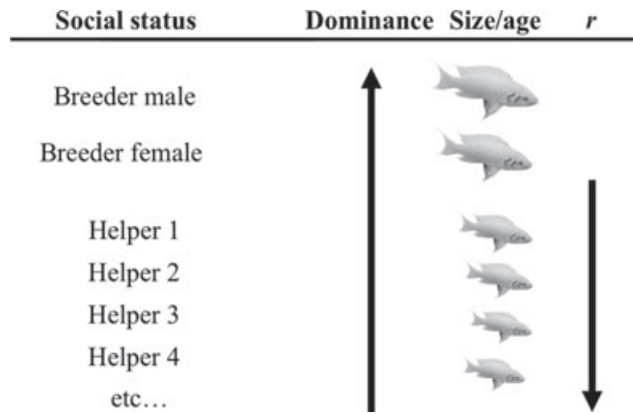 Social status Dominance Size/age r
Breeder male
Breeder female
Helper 1
Helper 2
Helper 3
Helper 4
etc…